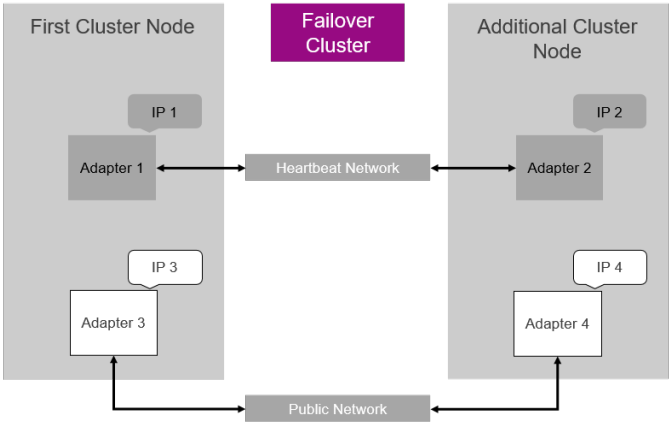 First Cluster Node
Failover
Cluster
Additional Cluster
Node
IP 1
IP 2
Adapter 1
Heartbeat Network
Adapter 2
IP 3
IP 4
Adapter 3
Adapter 4
Public Network